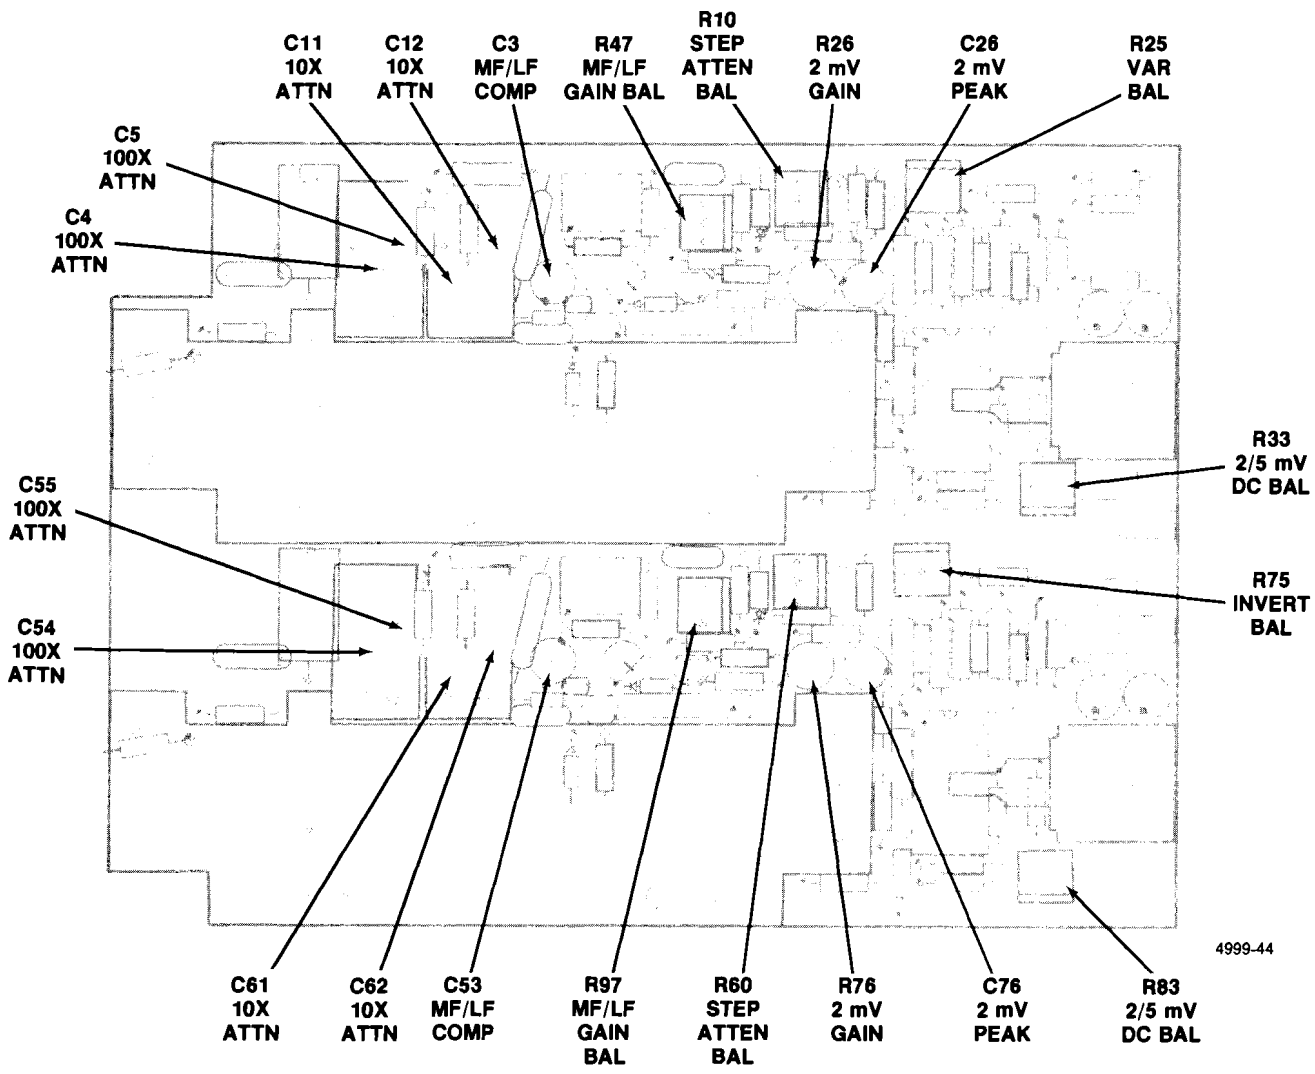 C11
10X
ATTN
C12
10X
ATTN
C3
MF/LF
COMP
R47
MF/LF
GAIN BAL
R10
STEP
ATTEN
BAL
R26
2 mV
GAIN
C26
2 mV
PEAK
R25
VAR
BAL
C5
100X
ATTN
C4
100X
ATTN
R33
2/5 mV
DC BAL
C55
100X
ATTN
R75
INVERT
BAL
C54
100X
ATTN
4999-44
C61
10X
ATTN
C62
10X
ATTN
C53
MF/LF
COMP
R97
MF/LF
GAIN
BAL
R60
STEP
ATTEN
BAL
R76
2 mV
GAIN
C76
2 mV
PEAK
R83
2/5 mV
DC BAL